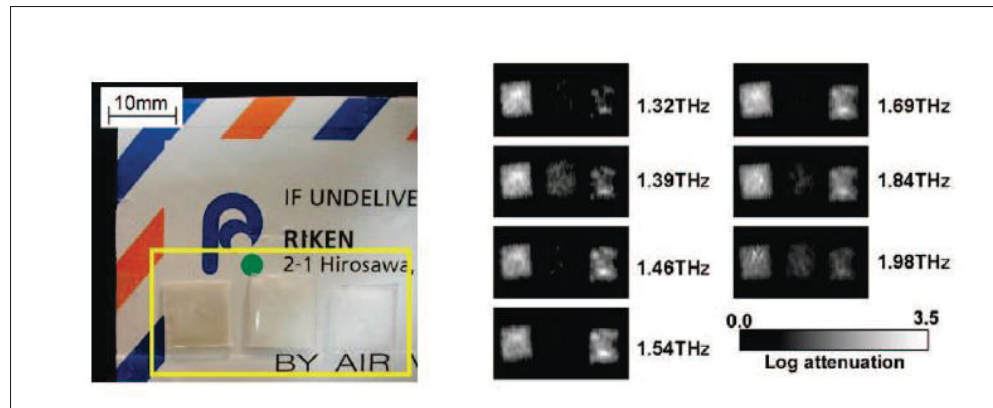 10mm
IF UNDELIVE
RIKEN
2-1 Hirosawa,
BY AIR
1.32THz
1.39THz
1.46THz
1.54THz
1.69THz
1.84THz
1.98THz
0.0 3.5
Log attenuation